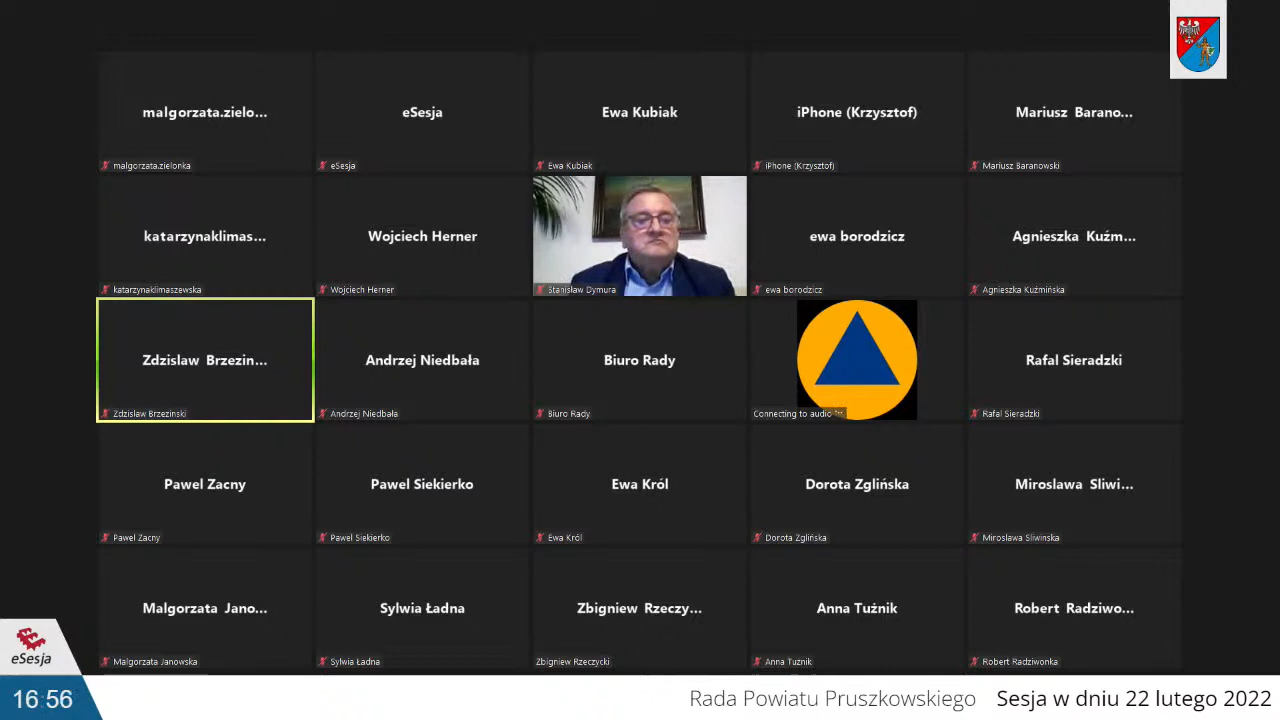 malgorzata.zielo...
eSesja
Ewa Kubiak
iPhone (Krzysztof)
Mariusz Barano...
malgorzata.zielonka
eSesja
Ewa Kubiak
iPhone (Krzysztof)
Mariusz Baranowski
katarzynaklimas...
Wojciech Herner
ewa borodzicz
Agnieszka Kuźm...
katarzynaklimaszewska
Wojciech Herner
Stanisław Dymura
ewa borodzicz
Agnieszka Kuźmińska
Zdzislaw Brzezin...
Andrzej Niedbała
Biuro Rady
Rafal Sieradzki
Zdzislaw Brzezinski
Andrzej Niedbała
Biuro Rady
Connecting to audio
Rafal Sieradzki
Pawel Zacny
Pawel Siekierko
Ewa Król
Dorota Zglińska
Miroslawa Sliwi...
Pawel Zacny
Pawel Siekierko
Ewa Król
Dorota Zglińska
Miroslawa Sliwinska
Malgorzata Jano...
Sylwia Ładna
Zbigniew Rzeczy...
Anna Tużnik
Robert Radziwo...
Malgorzata Janowska
Sylwia Ładna
Zbigniew Rzeczycki
Anna Tużnik
Robert Radziwonka
eSesja
16:56
Rada Powiatu Pruszkowskiego Sesja w dniu 22 lutego 2022